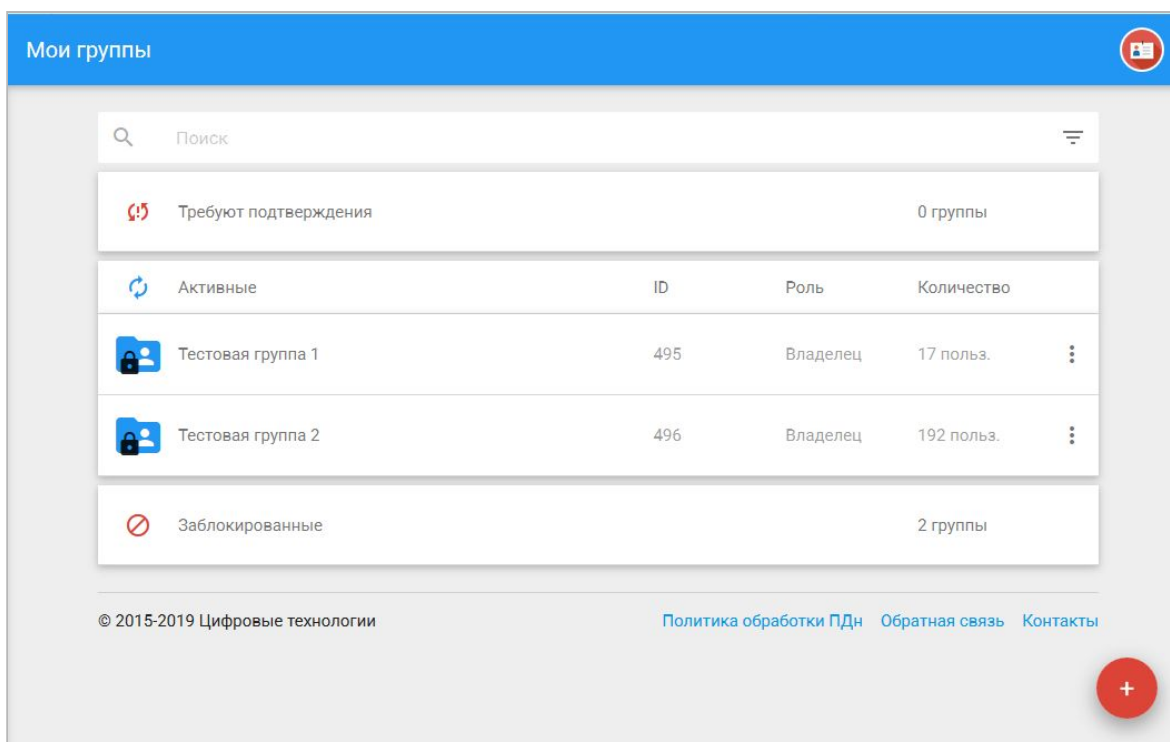 Мои группы
Поиск
Требуют подтверждения 0 группы
Активные ID Роль Количество
Тестовая группа 1 495 Владелец 17 польз.
Тестовая группа 2 496 Владелец 192 польз.
Заблокированные 2 группы
© 2015-2019 Цифровые технологии Политика обработки ПДн Обратная связь Контакты